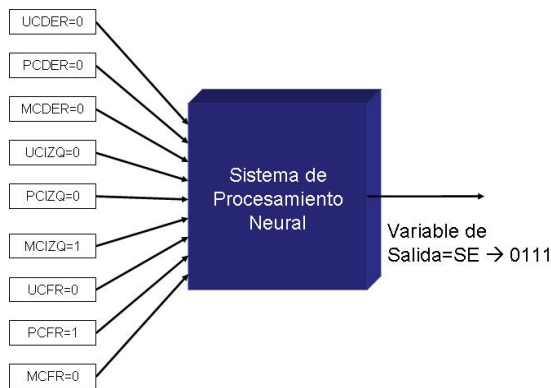 UCDER=0
PCDER=0
MCDER=0
UCIZQ=0
PCIZQ=0
MCIZQ=1
UCFR=0
PCFR=1
MCFR=0
Sistema de
Procesamiento
Neural
Variable de
Salida=SE → 0111